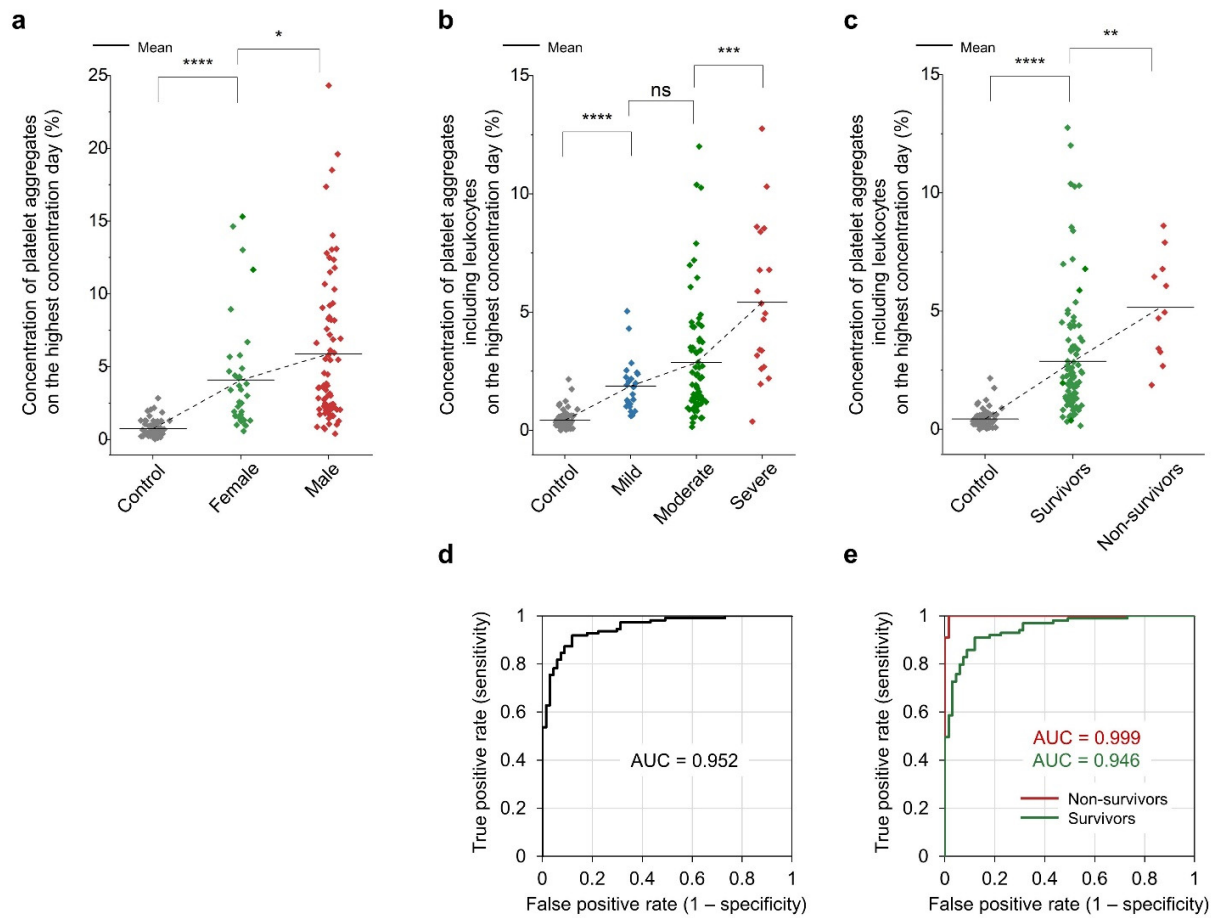 a
Mean
*
****
25
20
15
10
5
0
Concentration of platelet aggregates
on the highest concentration day (%)
Control
Female
Male
b
Mean
***
ns
****
15
10
5
0
Concentration of platelet aggregates
including leukocytes
on the highest concentration day (%)
Control
Mild
Moderate
Severe
c
Mean
**
****
15
10
5
0
Concentration of platelet aggregates
including leukocytes
on the highest concentration day (%)
Control
Survivors
Non-survivors
d
1
0.8
0.6
0.4
0.2
0
True positive rate (sensitivity)
AUC = 0.952
0 0.2 0.4 0.6 0.8 1
False positive rate (1 – specificity)
e
1
0.8
0.6
0.4
0.2
0
True positive rate (sensitivity)
AUC = 0.999
AUC = 0.946
Non-survivors
Survivors
0 0.2 0.4 0.6 0.8 1
False positive rate (1 – specificity)